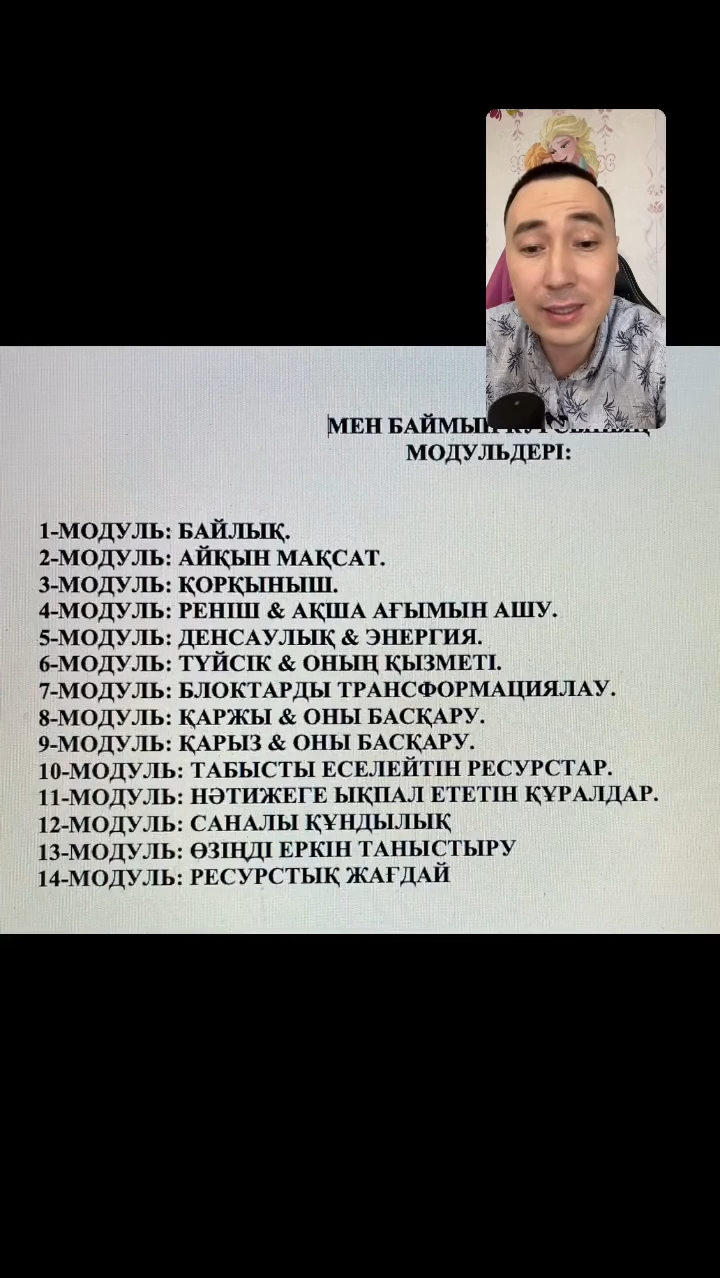 МЕН БАЙМЫН
МОДУЛЬДЕРІ:
1-МОДУЛЬ: БАЙЛЫҚ.
2-МОДУЛЬ: АЙҚЫН МАҚСАТ.
3-МОДУЛЬ: ҚОРҚЫНЫШ.
4-МОДУЛЬ: РЕНІШ & АҚША АҒЫМЫН АШУ.
5-МОДУЛЬ: ДЕНСАУЛЫҚ & ЭНЕРГИЯ.
6-МОДУЛЬ: ТҮЙСІК & ОНЫҢ ҚЫЗМЕТІ.
7-МОДУЛЬ: БЛОКТАРДЫ ТРАНСФОРМАЦИЯЛАУ.
8-МОДУЛЬ: ҚАРЖЫ & ОНЫ БАСҚАРУ.
9-МОДУЛЬ: ҚАРЫЗ & ОНЫ БАСҚАРУ.
10-МОДУЛЬ: ТАБЫСТЫ ЕСЕЛЕЙТІН РЕСУРСТАР.
11-МОДУЛЬ: НӘТИЖЕГЕ ЫҚПАЛ ЕТЕТІН ҚҰРАЛДАР.
12-МОДУЛЬ: САНАЛЫ ҚҰНДЫЛЫҚ
13-МОДУЛЬ: ӨЗІҢДІ ЕРКІН ТАНЫСТЫРУ
14-МОДУЛЬ: РЕСУРСТЫҚ ЖАҒДАЙ